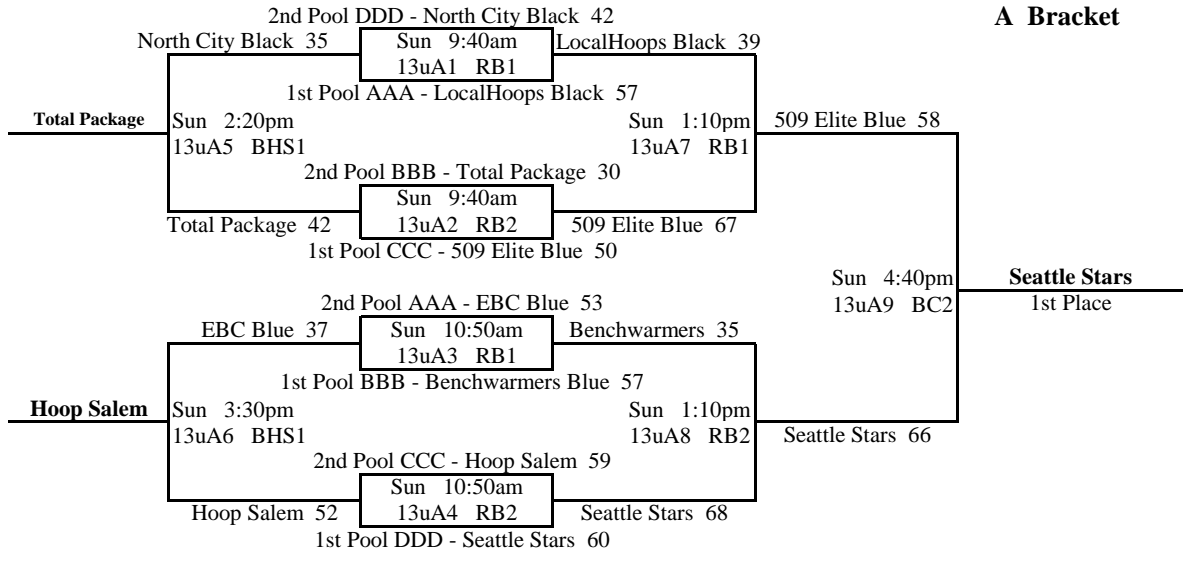 2nd Pool DDD - North City Black 42
A Bracket
North City Black 35
Sun 9:40am
LocalHoops Black 39
13uA1 RB1
1st Pool AAA - LocalHoops Black 57
Total Package
Sun 2:20pm
Sun 1:10pm
509 Elite Blue 58
13uA5 BHS1
13uA7 RB1
2nd Pool BBB - Total Package 30
Sun 9:40am
Total Package 42
13uA2 RB2
509 Elite Blue 67
1st Pool CCC - 509 Elite Blue 50
Sun 4:40pm
Seattle Stars
13uA9 BC2
1st Place
2nd Pool AAA - EBC Blue 53
EBC Blue 37
Sun 10:50am
Benchwarmers 35
13uA3 RB1
1st Pool BBB - Benchwarmers Blue 57
Hoop Salem
Sun 3:30pm
Sun 1:10pm
13uA6 BHS1
13uA8 RB2
Seattle Stars 66
2nd Pool CCC - Hoop Salem 59
Sun 10:50am
Hoop Salem 52
13uA4 RB2
Seattle Stars 68
1st Pool DDD - Seattle Stars 60